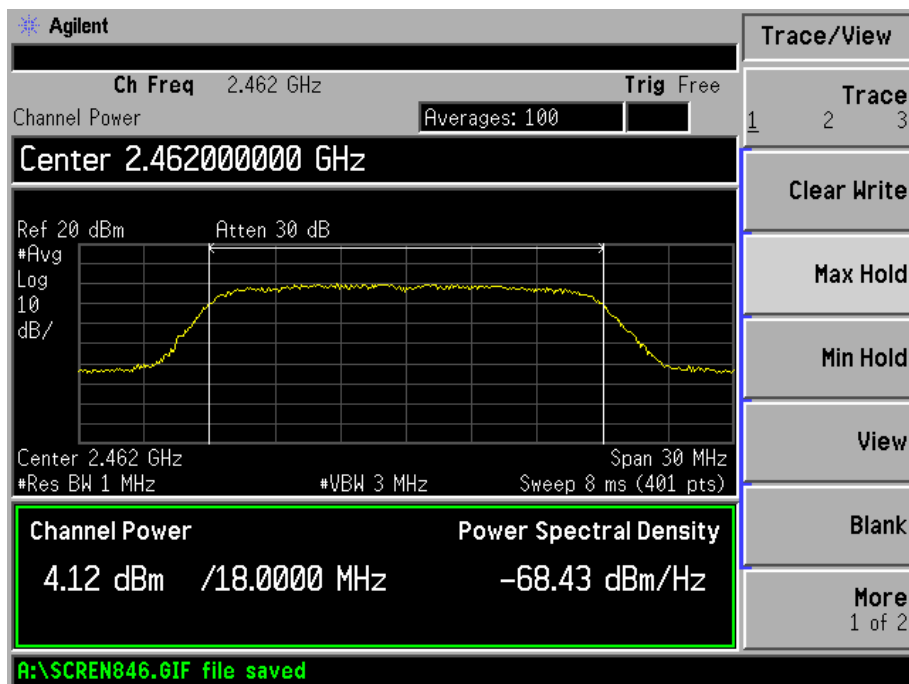 Agilent
Trace/View
Ch Freq 2.462 GHz Trig Free
Channel Power Averages: 100
Center 2.462000000 GHz
Ref 20 dBm Atten 30 dB
#Avg
Log
10
dB/
Center 2.462 GHz Span 30 MHz
#Res BW 1 MHz #VBW 3 MHz Sweep 8 ms (401 pts)
Channel Power Power Spectral Density
4.12 dBm /18.0000 MHz -68.43 dBm/Hz
A:\SCREN846.GIF file saved
Trace
1 2 3
Clear Write
Max Hold
Min Hold
View
Blank
More
1 of 2